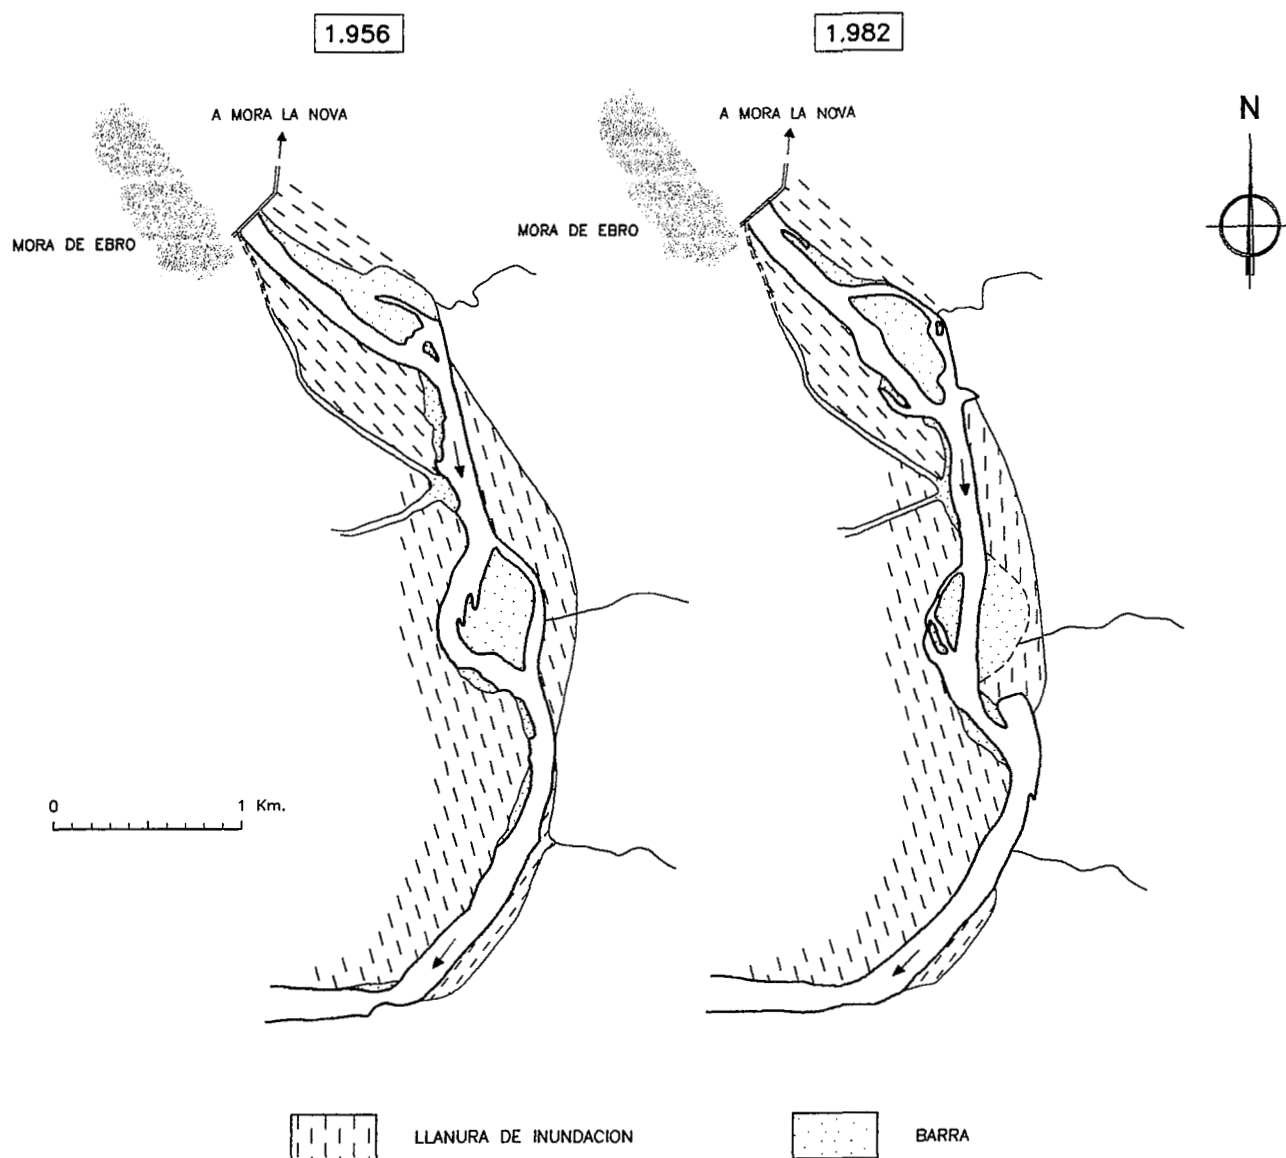 1.956
1.982
A MORA LA NOVA
A MORA LA NOVA
N
MORA DE EBRO
MORA DE EBRO
0 1 Km.
LLANURA DE INUNDACION
BARRA